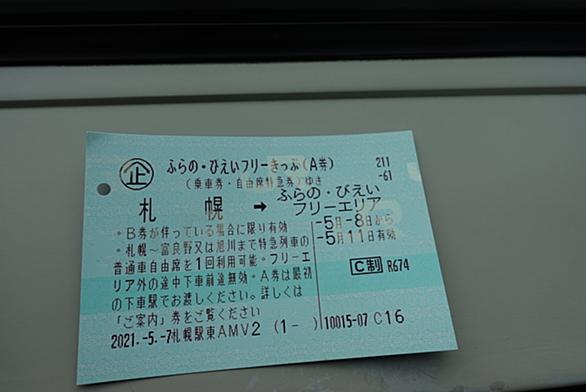 企 ふらの・びえいフリーきっぷ(A券) 211
(乗車券・自由席特急券)ゆき -61
札幌 → ふらの・びえいフリーエリア
・B券が伴っている場合に限り有効 -5月-8日から
・札幌～富良野又は旭川まで特急列車の -5月11日有効
普通車自由席を1回利用可能・フリーエ
リア外の途中下車前途無効・A券は最初 C制 R674
の下車駅でお渡しください。詳しくは
「ご案内」券をご覧ください
2021.-5.-7札幌駅東AMV2 (1- ) 10015-07 C16